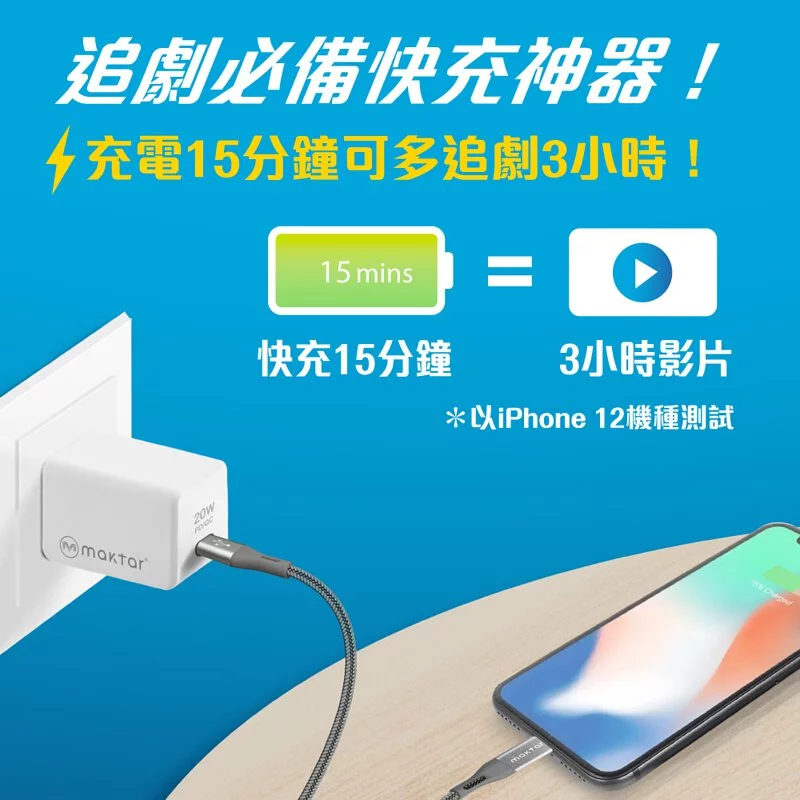 追劇必備快充神器！
充電15分鐘可多追劇3小時！
15 mins
快充15分鐘
=
3小時影片
＊以iPhone 12機種測試
20W
PD/QC
maktar
maktar